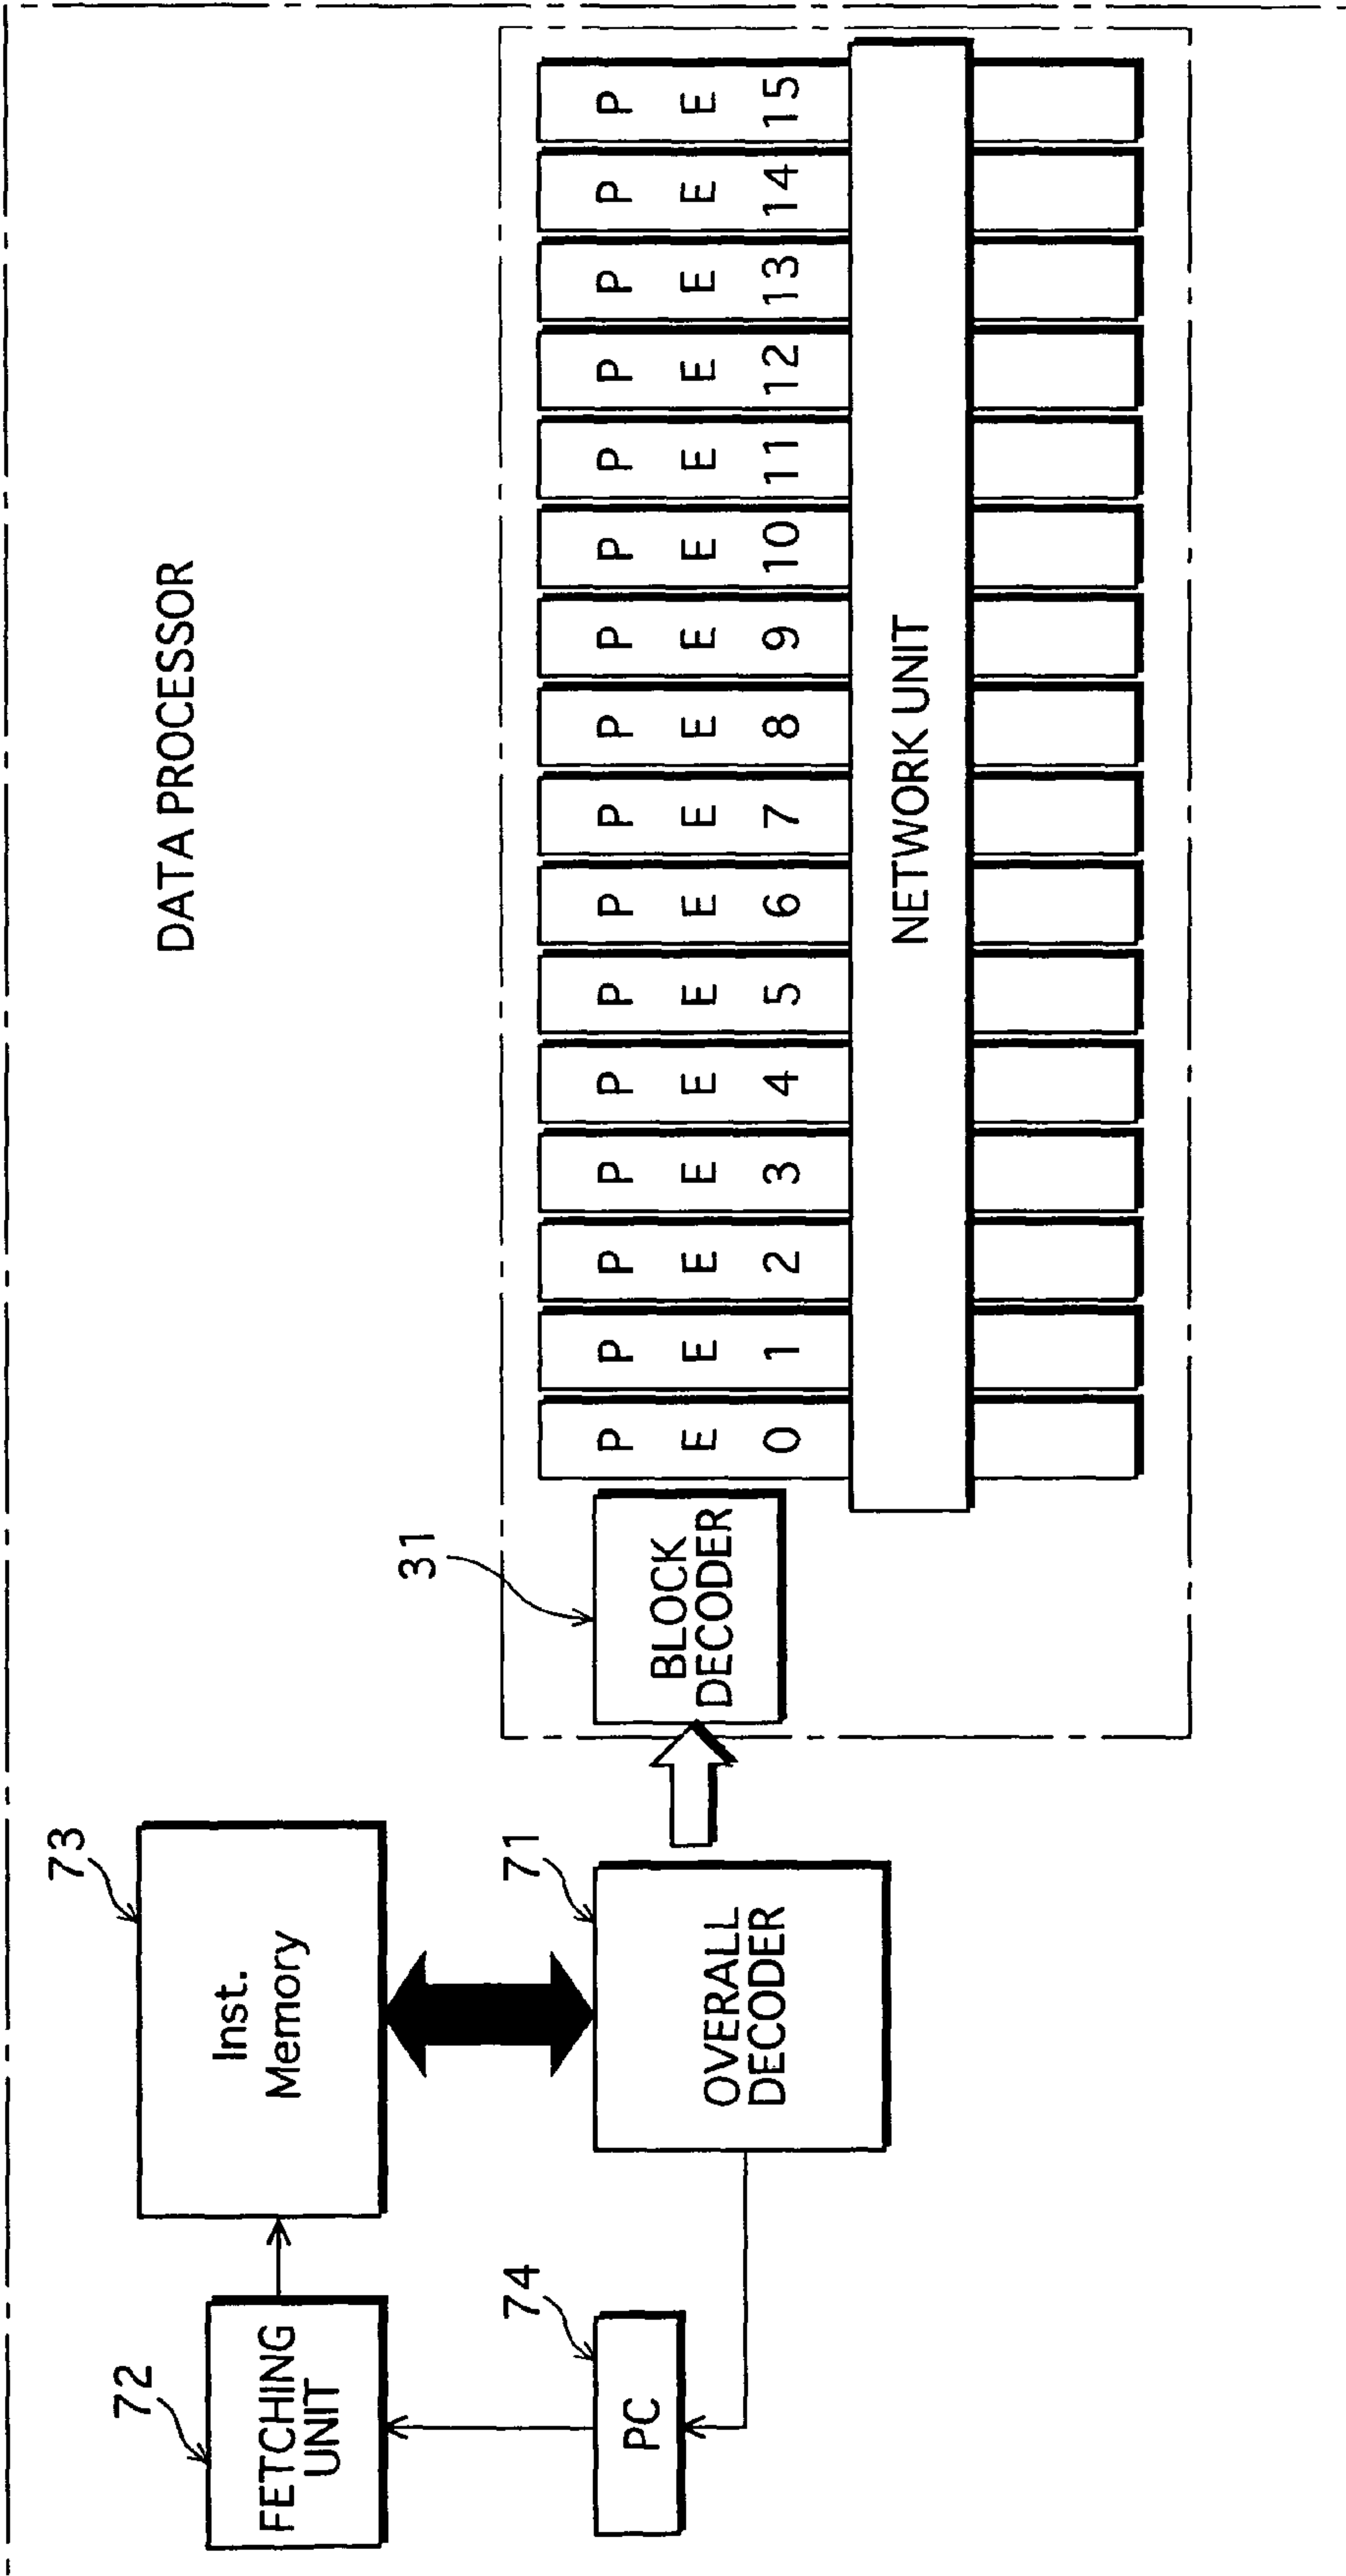 DATA PROCESSOR
73
Inst.
Memory
72
FETCHING
UNIT
74
PC
71
OVERALL
DECODER
31
BLOCK
DECODER
P E 0
P E 1
P E 2
P E 3
P E 4
P E 5
P E 6
P E 7
P E 8
P E 9
P E 10
P E 11
P E 12
P E 13
P E 14
P E 15
NETWORK UNIT